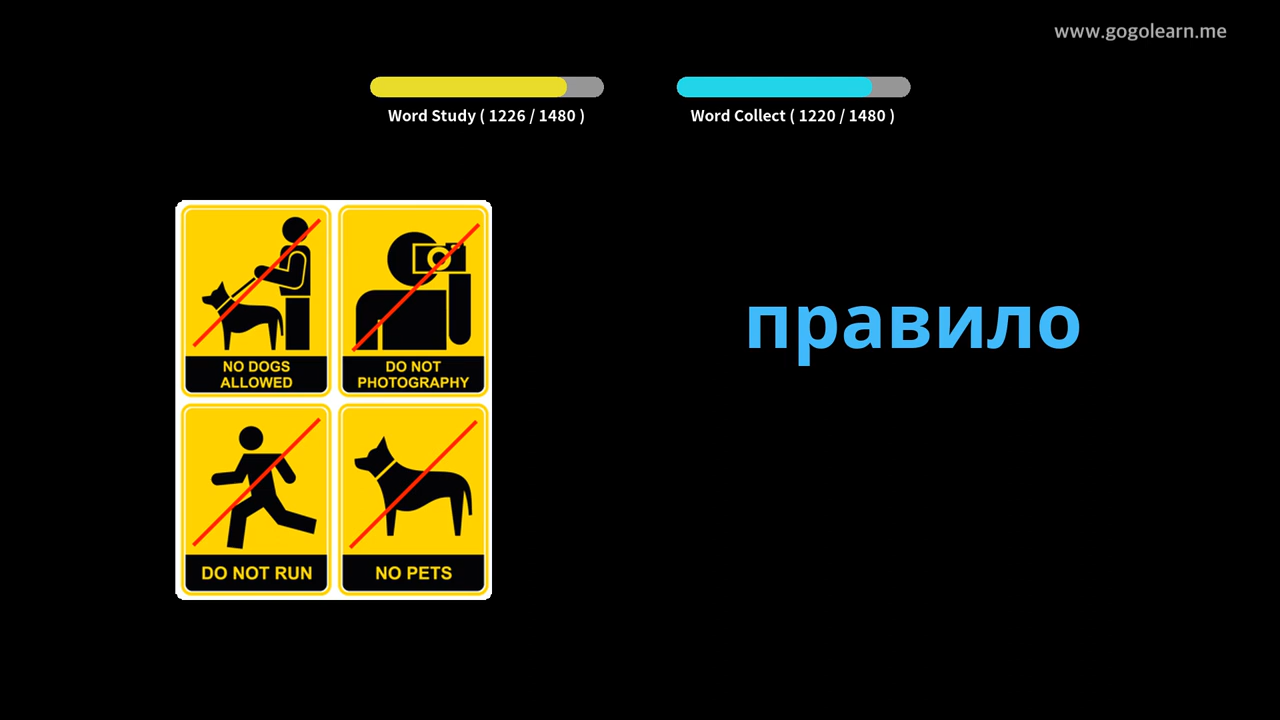 www.gogolearn.me
Word Study ( 1226 / 1480 )
Word Collect ( 1220 / 1480 )
NO DOGS
ALLOWED
DO NOT
PHOTOGRAPHY
DO NOT RUN
NO PETS
правило